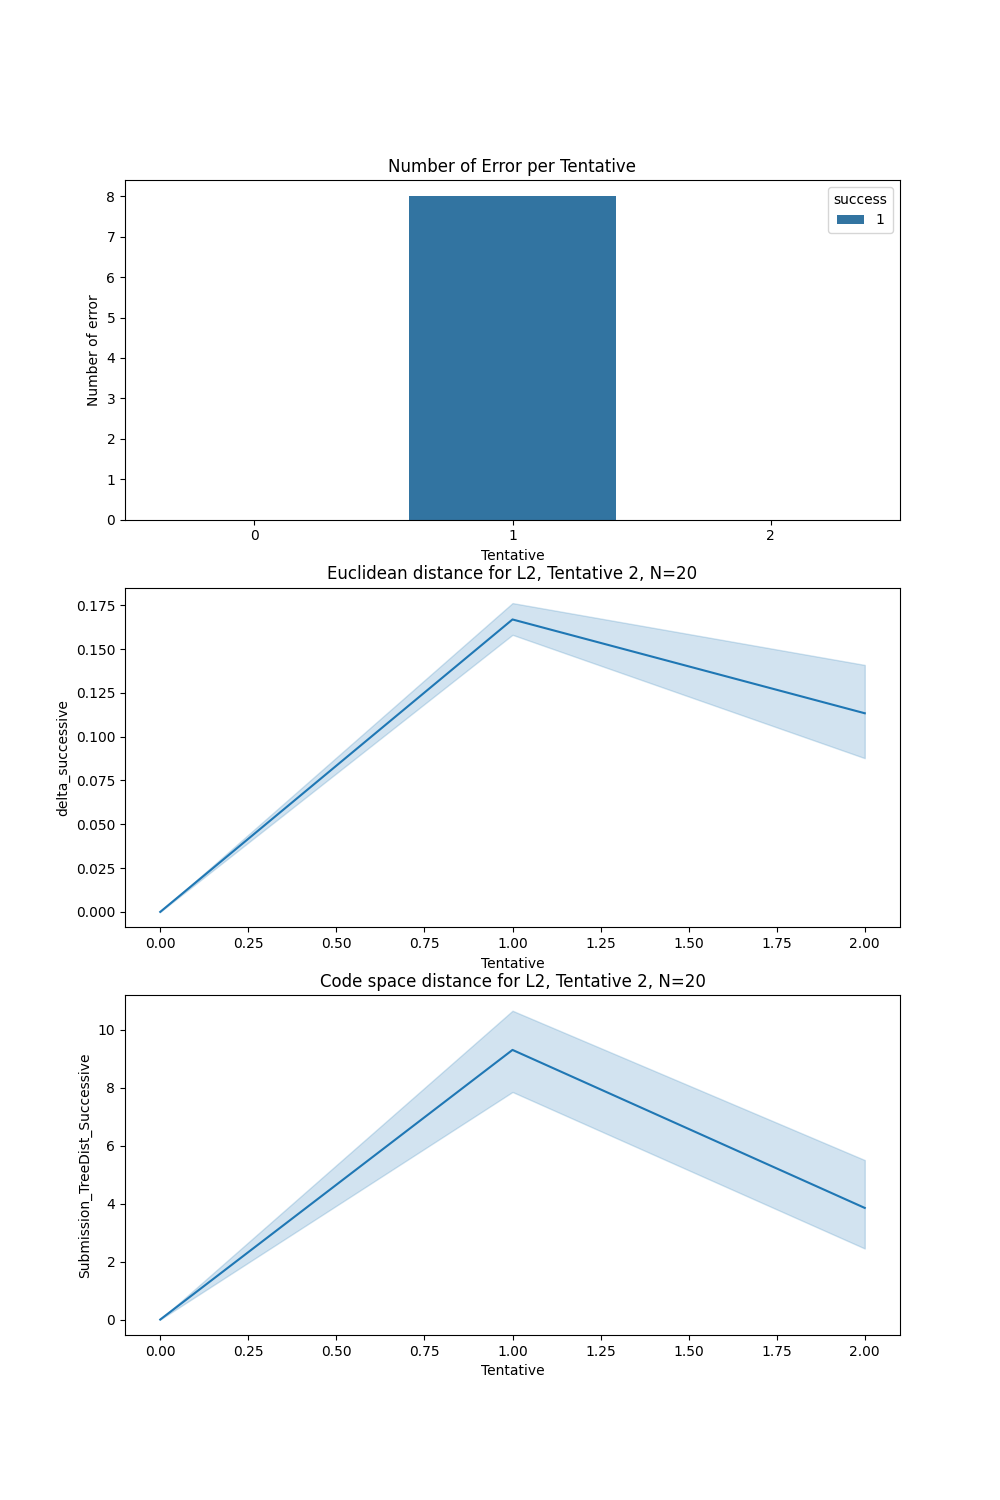 Number of Error per Tentative
success
1
8
7
6
5
4
3
2
1
0
Number of error
0 1 2
Tentative
Euclidean distance for L2, Tentative 2, N=20
0.175
0.150
0.125
0.100
0.075
0.050
0.025
0.000
delta_successive
0.00 0.25 0.50 0.75 1.00 1.25 1.50 1.75 2.00
Tentative
Code space distance for L2, Tentative 2, N=20
10
8
6
4
2
0
Submission_TreeDist_Successive
0.00 0.25 0.50 0.75 1.00 1.25 1.50 1.75 2.00
Tentative